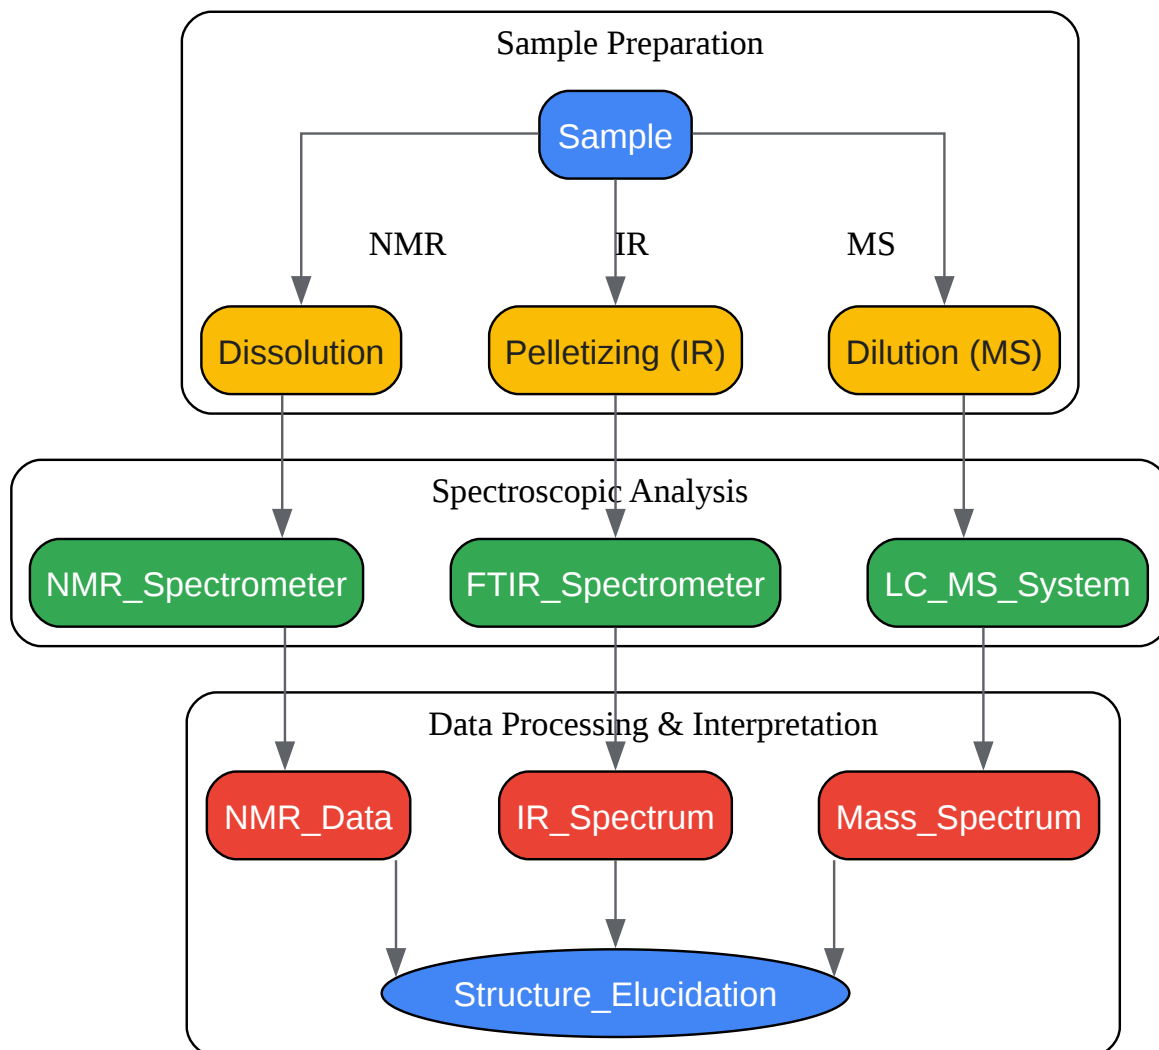 Sample Preparation
Sample
NMR
IR
MS
Dissolution
Pelletizing (IR)
Dilution (MS)
Spectroscopic Analysis
NMR_Spectrometer
FTIR_Spectrometer
LC_MS_System
Data Processing & Interpretation
NMR_Data
IR_Spectrum
Mass_Spectrum
Structure_Elucidation